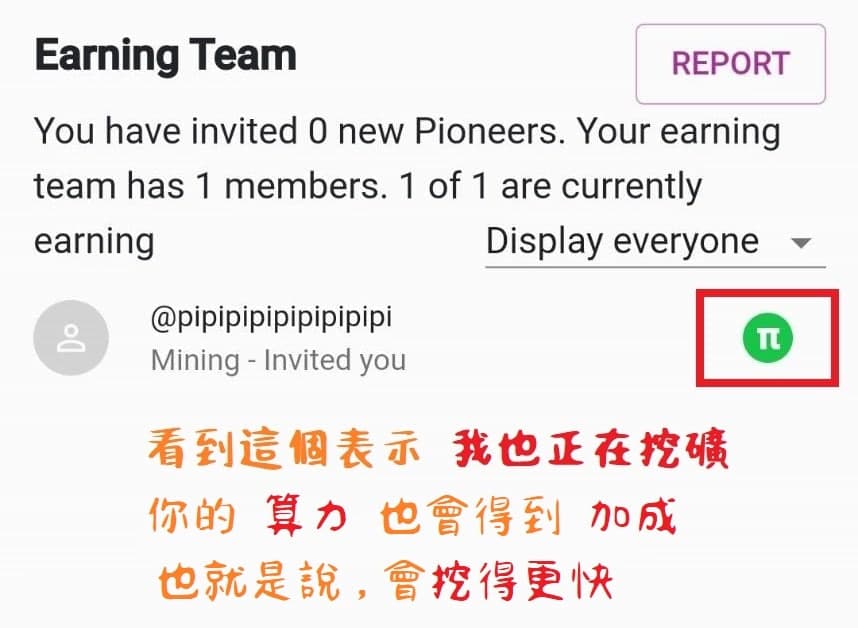 Earning Team
REPORT
You have invited 0 new Pioneers. Your earning
team has 1 members. 1 of 1 are currently
earning
Display everyone
@pipipipipipipipipi
Mining - Invited you
π
看到這個表示 我也正在挖礦
你的 算力 也會得到 加成
也就是說，會挖得更快